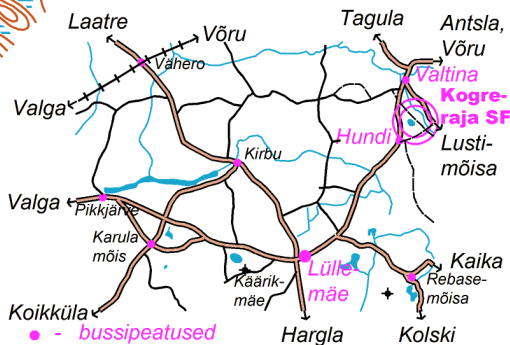 Laatre
Tagula
Antsla,
Võru
Võru
Vähero
Valtina
Kogre-
raja SF
Valga
Hundi
Lusti-
mõisa
Kirbu
Valga
Pikkjärve
Karula
mõis
Käärik-
mäe
Lülle-
mäe
Kaika
Rebase-
mõisa
Koikküla
Hargla
Kolski
- bussipeatused